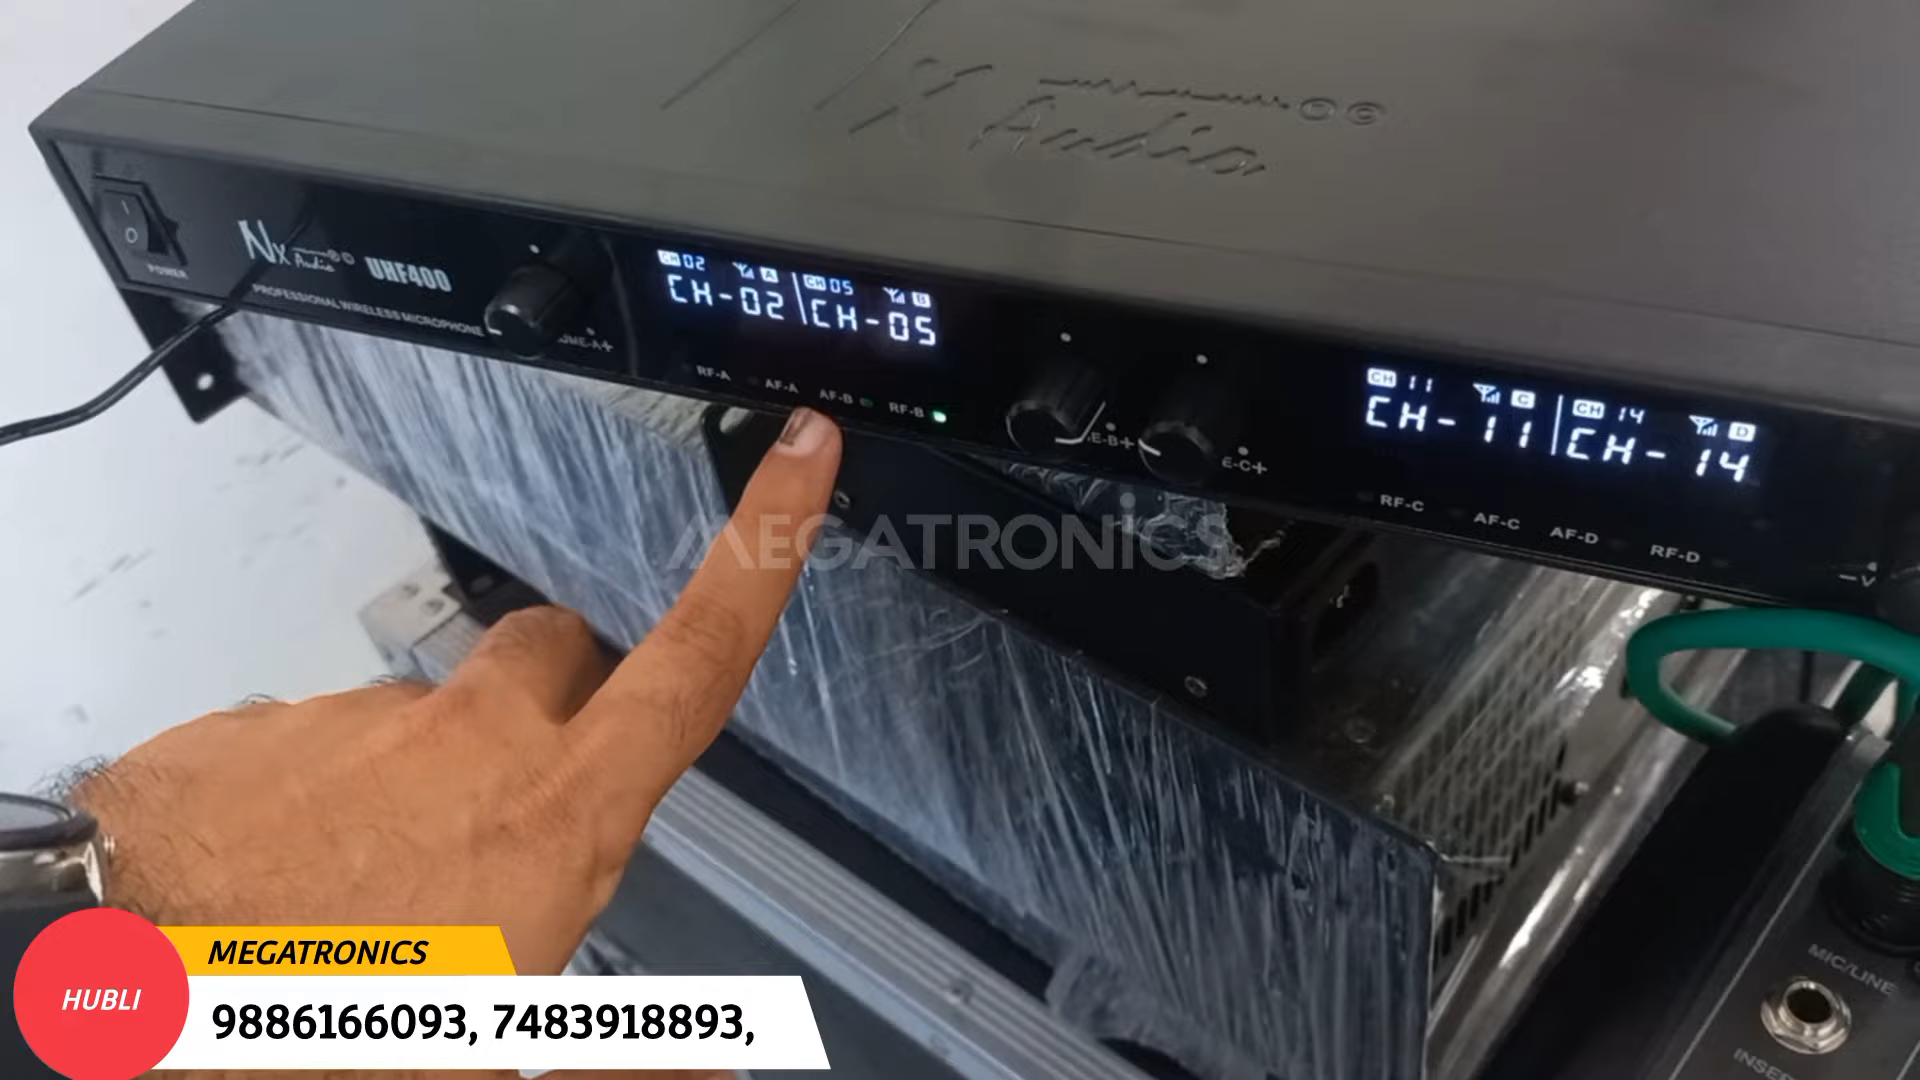 Nx Audio
I
O
POWER
Nx Audio UHF400
PROFESSIONAL WIRELESS MICROPHONE
CH 02 A CH 05 B
CH-02 CH-05
RF-A AF-A AF-B RF-B
E-B+
E-C+
CH 11 C CH 14 D
CH-11 CH-14
RF-C AF-C AF-D RF-D
MEGATRONICS
MIC/LINE
MEGATRONICS
HUBLI
9886166093, 7483918893,